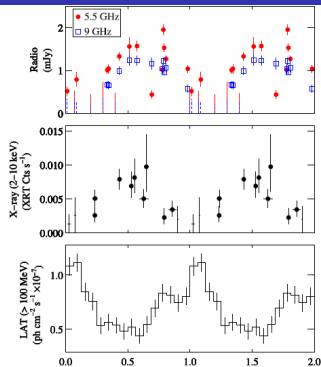 5.5 GHz
9 GHz
Radio
(mJy)
2
1
0
X-ray (2-10 keV)
(XRT Cts s⁻¹)
0.015
0.010
0.005
0.000
LAT (> 100 MeV)
(ph cm⁻² s⁻¹ ×10⁻⁷)
1.0
0.5
0.0 0.5 1.0 1.5 2.0